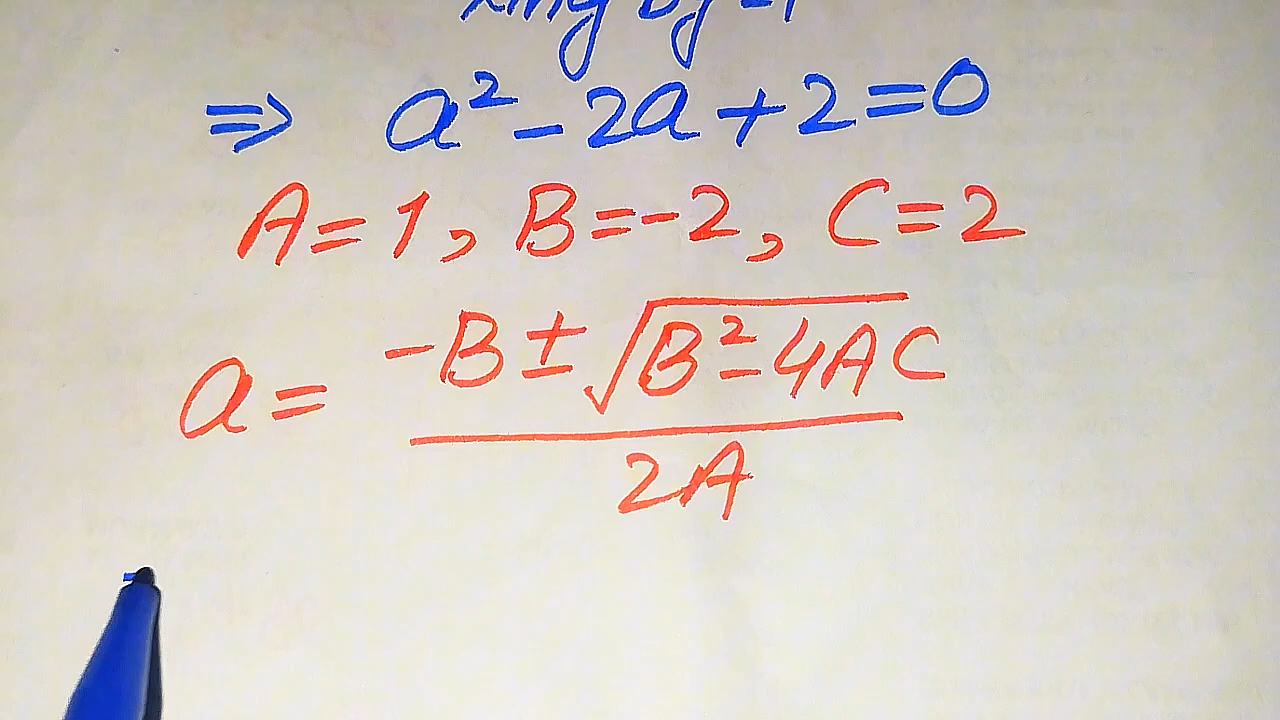 ⇒ a² - 2a + 2 = 0
A = 1, B = -2, C = 2
a = (-B ± √(B² - 4AC)) / 2A